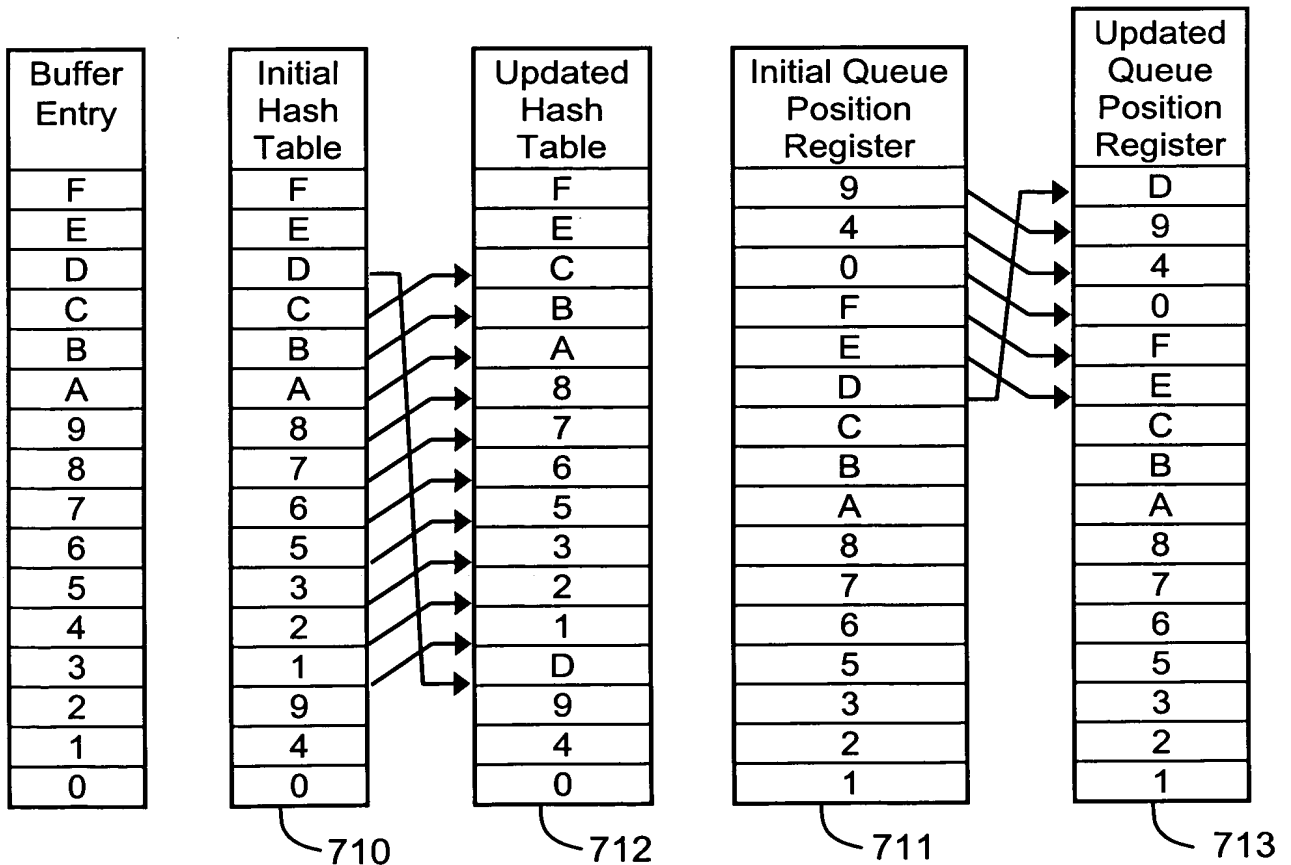 Buffer
Entry
F
E
D
C
B
A
9
8
7
6
5
4
3
2
1
0
Initial
Hash
Table
F
E
D
C
B
A
8
7
6
5
3
2
1
9
4
0
710
Updated
Hash
Table
F
E
C
B
A
8
7
6
5
3
2
1
D
9
4
0
712
Initial Queue
Position
Register
9
4
0
F
E
D
C
B
A
8
7
6
5
3
2
1
711
Updated
Queue
Position
Register
D
9
4
0
F
E
C
B
A
8
7
6
5
3
2
1
713